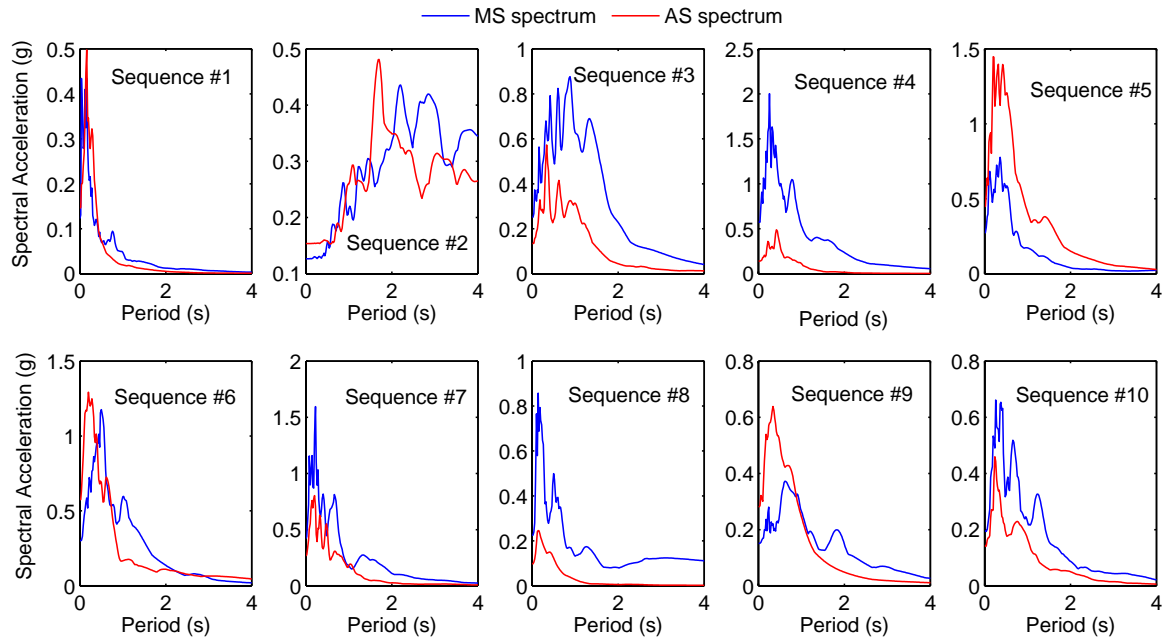 MS spectrum AS spectrum
Spectral Acceleration (g)
0.5
0.4
0.3
0.2
0.1
0
0 2 4
Period (s)
Sequence #1
0.5
0.4
0.3
0.2
0.1
0 2 4
Period (s)
Sequence #2
1
0.8
0.6
0.4
0.2
0
0 2 4
Period (s)
Sequence #3
2.5
2
1.5
1
0.5
0
0 2 4
Period (s)
Sequence #4
1.5
1
0.5
0
0 2 4
Period (s)
Sequence #5
Spectral Acceleration (g)
1.5
1
0.5
0
0 2 4
Period (s)
Sequence #6
2
1.5
1
0.5
0
0 2 4
Period (s)
Sequence #7
1
0.8
0.6
0.4
0.2
0
0 2 4
Period (s)
Sequence #8
0.8
0.6
0.4
0.2
0
0 2 4
Period (s)
Sequence #9
0.8
0.6
0.4
0.2
0
0 2 4
Period (s)
Sequence #10